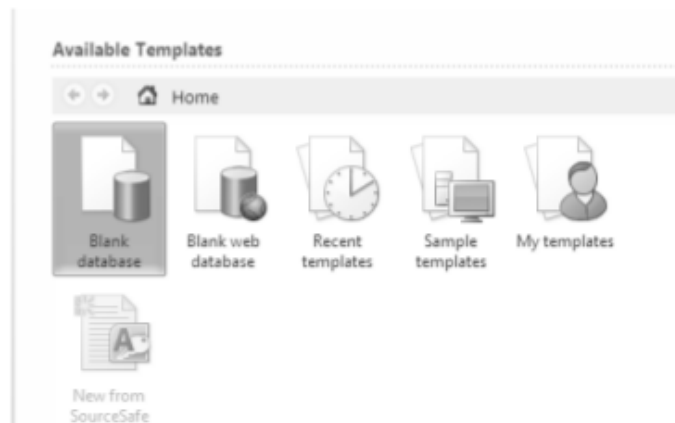 Available Templates
Home
Blank
database
Blank web
database
Recent
templates
Sample
templates
My templates
New from
SourceSafe